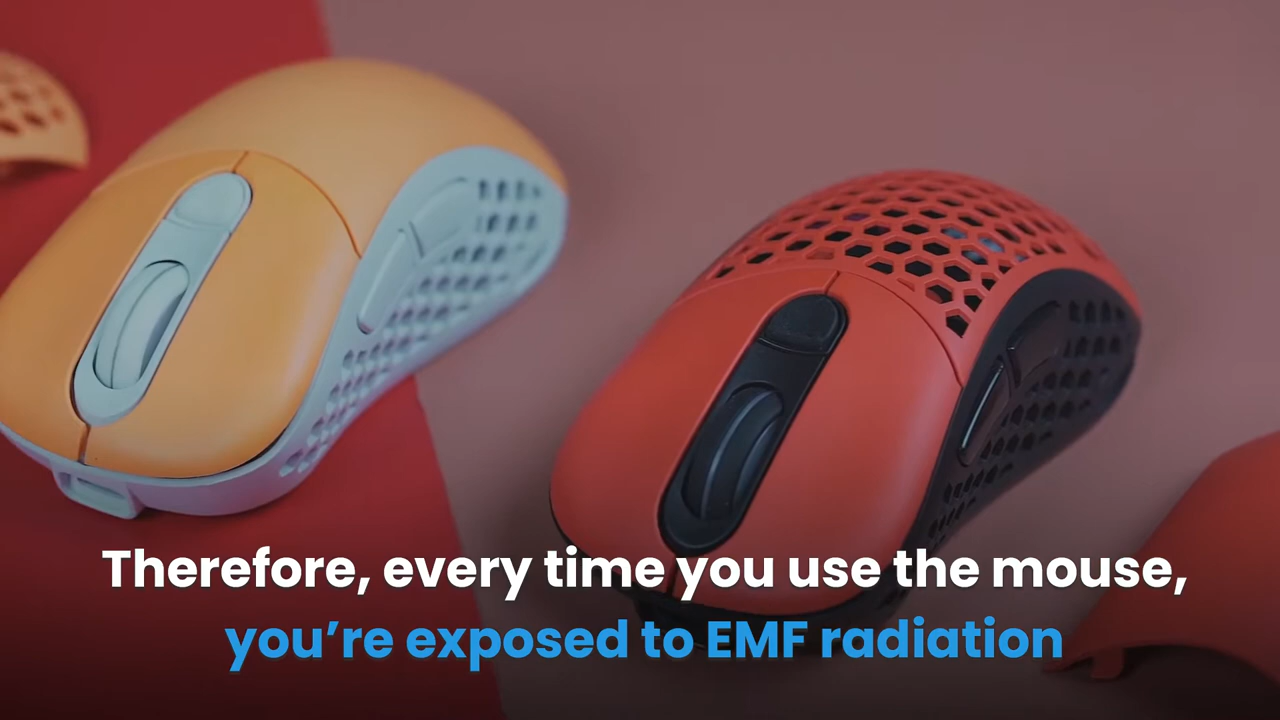 Therefore, every time you use the mouse,
you’re exposed to EMF radiation